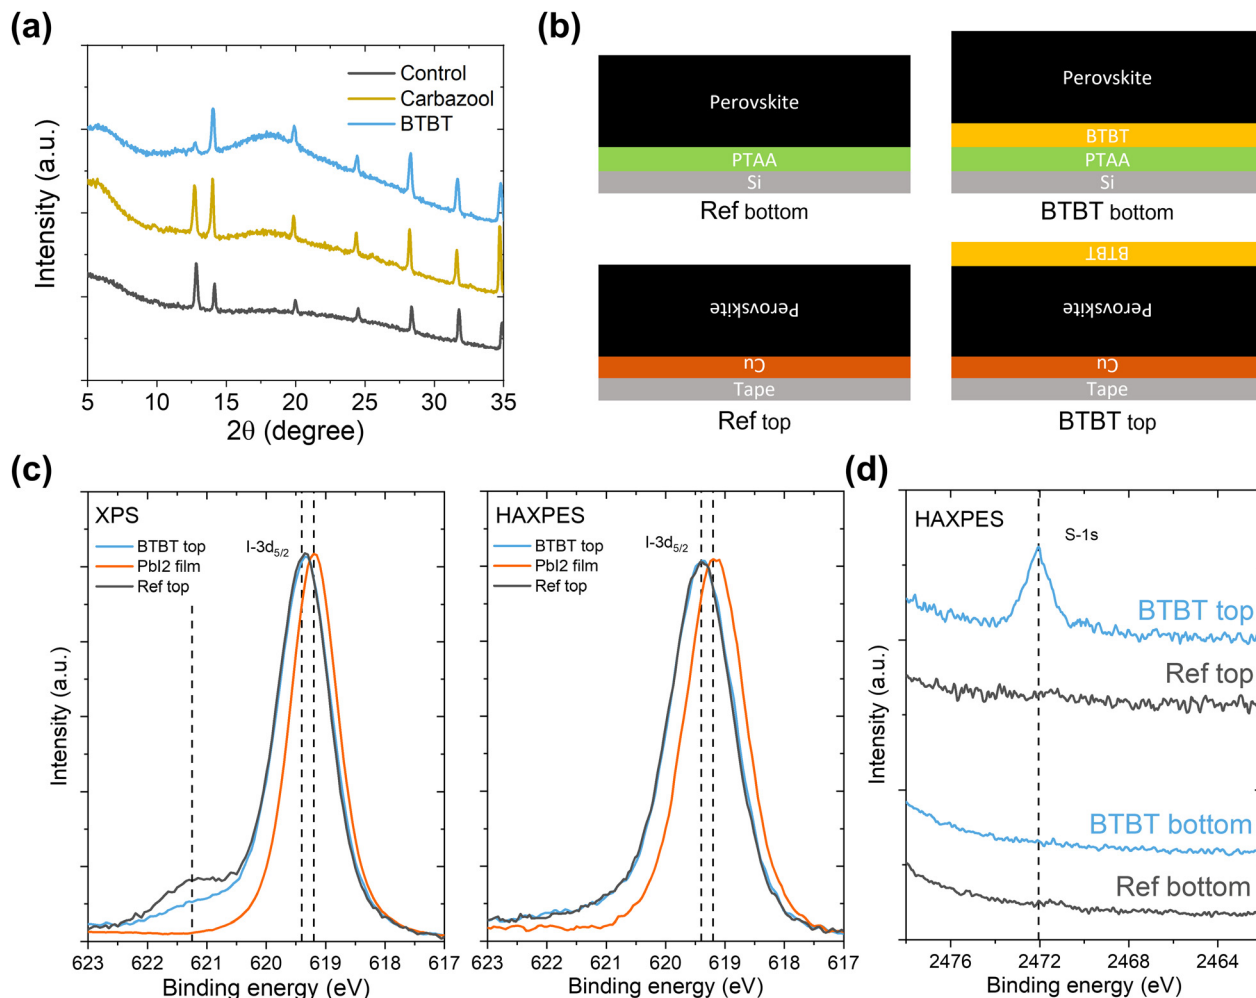 (a)
Control
Carbazool
BTBT
Intensity (a.u.)
5 10 15 20 25 30 35
2θ (degree)
(b)
Perovskite
PTAA
Si
Ref bottom
Perovskite
BTBT
PTAA
Si
BTBT bottom
Perovskite
Cu
Tape
Ref top
BTBT
Perovskite
Cu
Tape
BTBT top
(c)
XPS
BTBT top
PbI2 film
Ref top
I-3d5/2
Intensity (a.u.)
623 622 621 620 619 618 617
Binding energy (eV)
HAXPES
BTBT top
PbI2 film
Ref top
I-3d5/2
Intensity (a.u.)
623 622 621 620 619 618 617
Binding energy (eV)
(d)
HAXPES
S-1s
BTBT top
Ref top
BTBT bottom
Ref bottom
Intensity (a.u.)
2476 2472 2468 2464
Binding energy (eV)